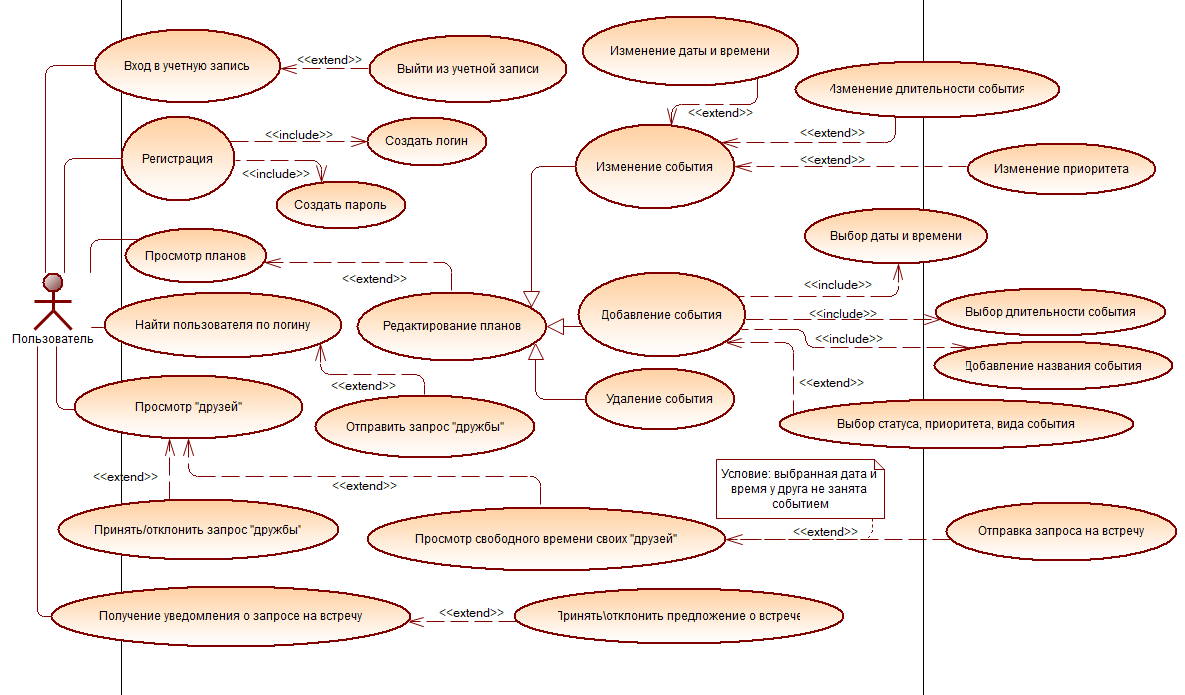 Вход в учетную запись
<<extend>>
Выйти из учетной записи
Изменение даты и времени
<<extend>>
Изменение длительности события
<<extend>>
Регистрация
<<include>>
Создать логин
<<include>>
Создать пароль
Изменение события
<<extend>>
Изменение приоритета
Просмотр планов
<<extend>>
Выбор даты и времени
Пользователь
Найти пользователя по логину
Редактирование планов
Добавление события
<<include>>
<<include>>
Выбор длительности события
<<include>>
Добавление названия события
<<extend>>
Просмотр "друзей"
<<extend>>
Отправить запрос "дружбы"
Удаление события
Выбор статуса, приоритета, вида события
<<extend>>
<<extend>>
Условие: выбранная дата и
время у друга не занята
событием
Принять/отклонить запрос "дружбы"
Просмотр свободного времени своих "друзей"
<<extend>>
Отправка запроса на встречу
Получение уведомления о запросе на встречу
<<extend>>
Принять\отклонить предложение о встрече